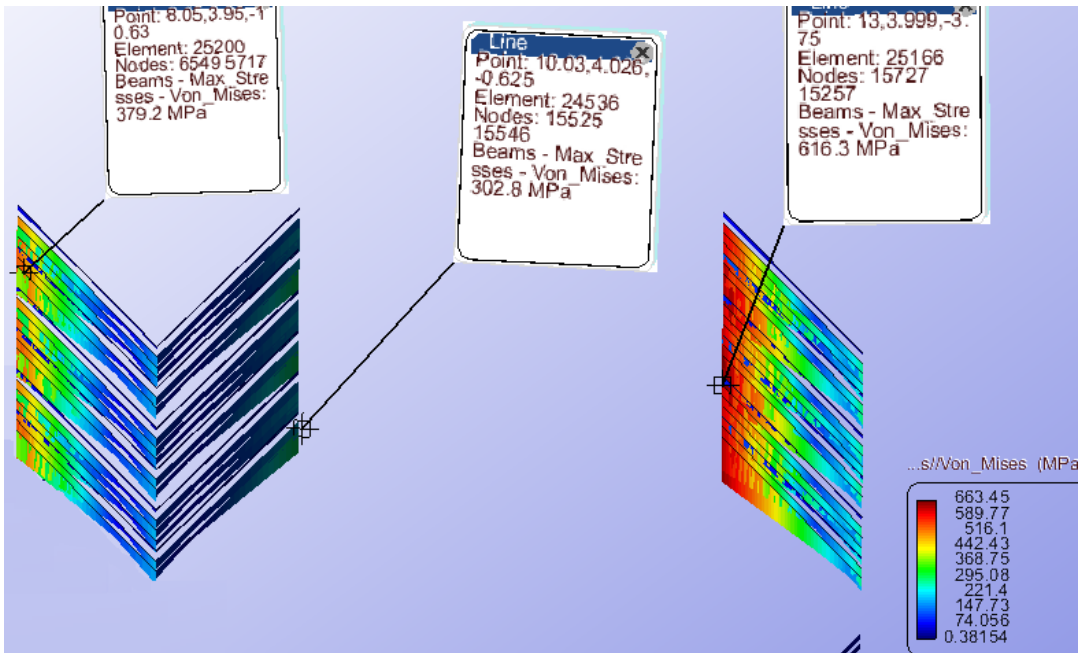 Point: 8.05,3.95,-1
0.63
Element: 25200
Nodes: 6549 5717
Beams - Max_Stre
sses - Von_Mises:
379.2 MPa
Line
Point: 10.03,4.026,
-0.625
Element: 24536
Nodes: 15525
15546
Beams - Max_Stre
sses - Von_Mises:
302.8 MPa
Line
Point: 13,3.999,-3.
75
Element: 25166
Nodes: 15727
15257
Beams - Max_Stre
sses - Von_Mises:
616.3 MPa
...s//Von_Mises (MPa
663.45
589.77
516.1
442.43
368.75
295.08
221.4
147.73
74.056
0.38154